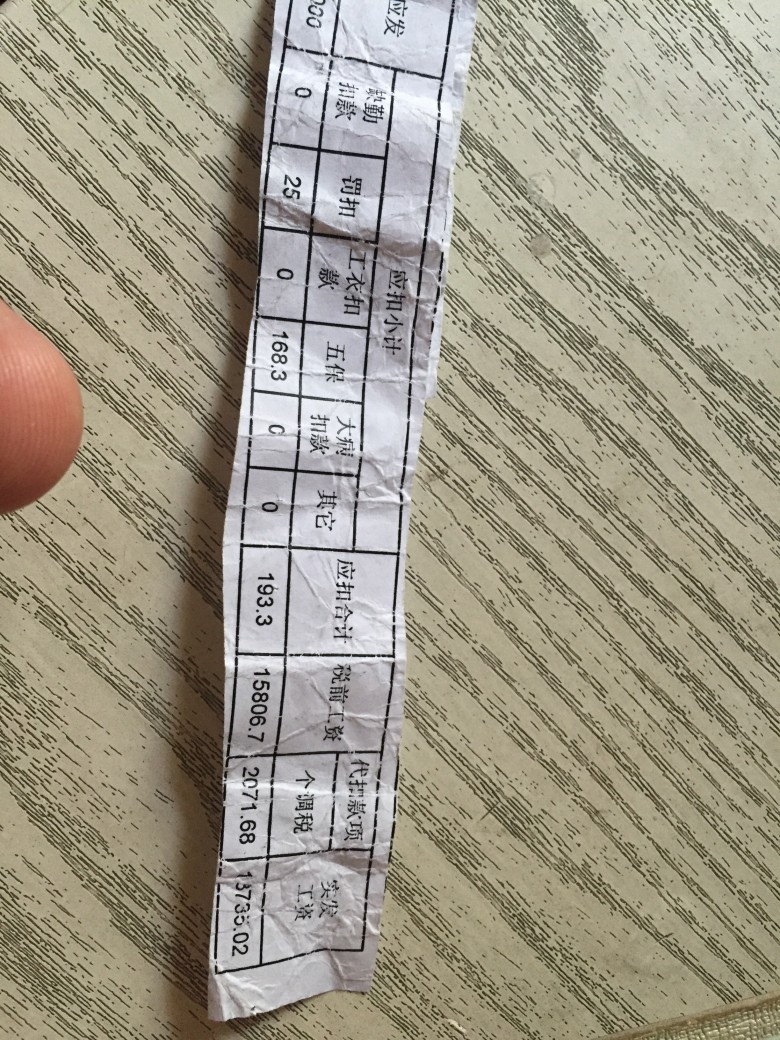 应发
应扣小计
代扣款项
缺勤扣款 罚扣 工衣扣款 五保 大病扣款 其它 应扣合计 税前工资 个调税 实发工资
000 0 25 0 168.3 0 0 193.3 15806.7 2071.68 13735.02